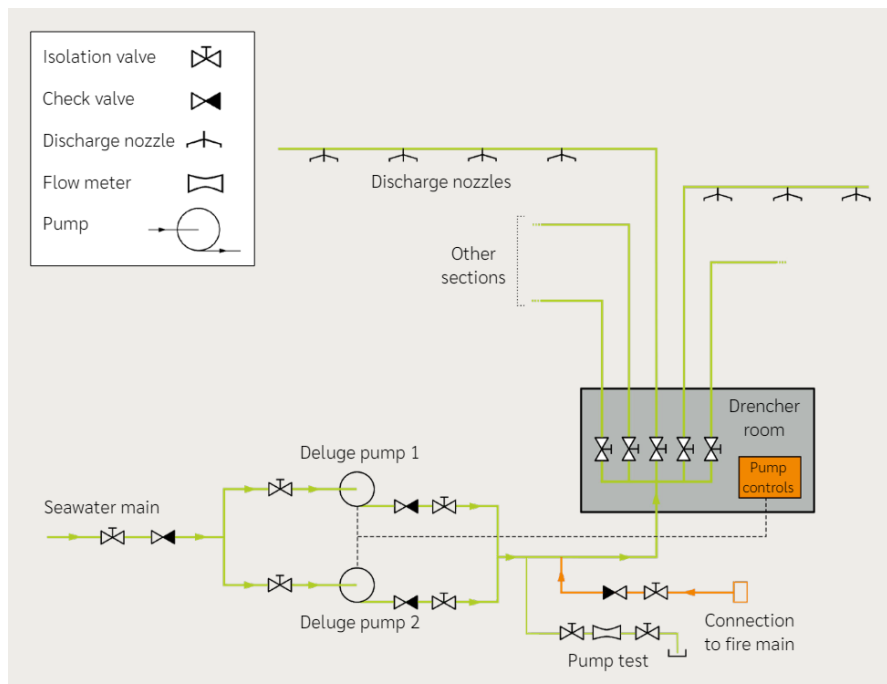 Isolation valve
Check valve
Discharge nozzle
Flow meter
Pump
Discharge nozzles
Other
sections
Drencher
room
Pump
controls
Deluge pump 1
Seawater main
Deluge pump 2
Connection
to fire main
Pump test